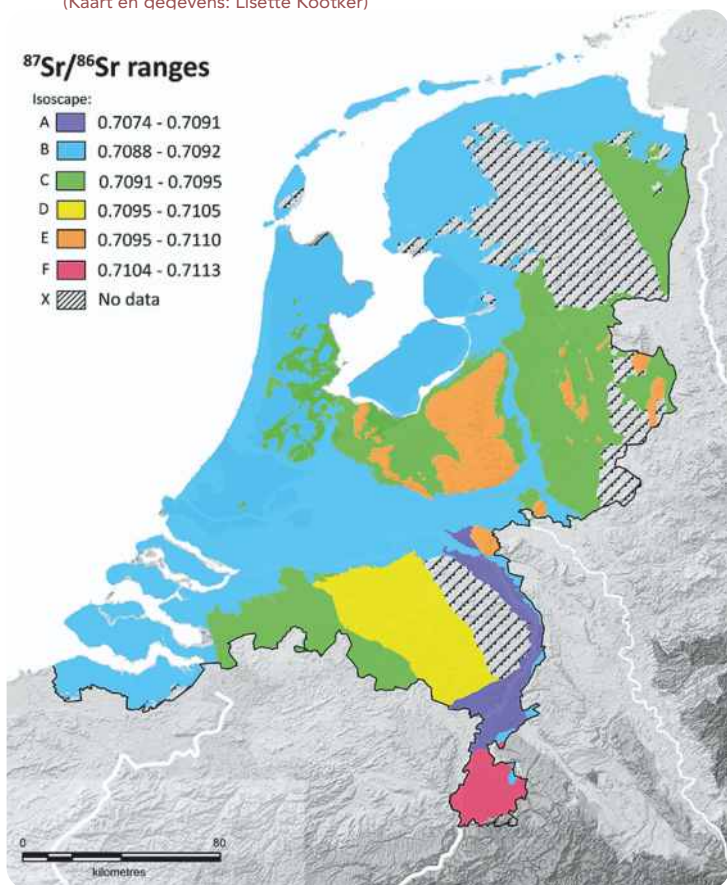 (Kaart en gegevens: Lisette Kootker)
⁸⁷Sr/⁸⁶Sr ranges
Isoscape:
A 0.7074 - 0.7091
B 0.7088 - 0.7092
C 0.7091 - 0.7095
D 0.7095 - 0.7105
E 0.7095 - 0.7110
F 0.7104 - 0.7113
X No data
0 80
kilometres